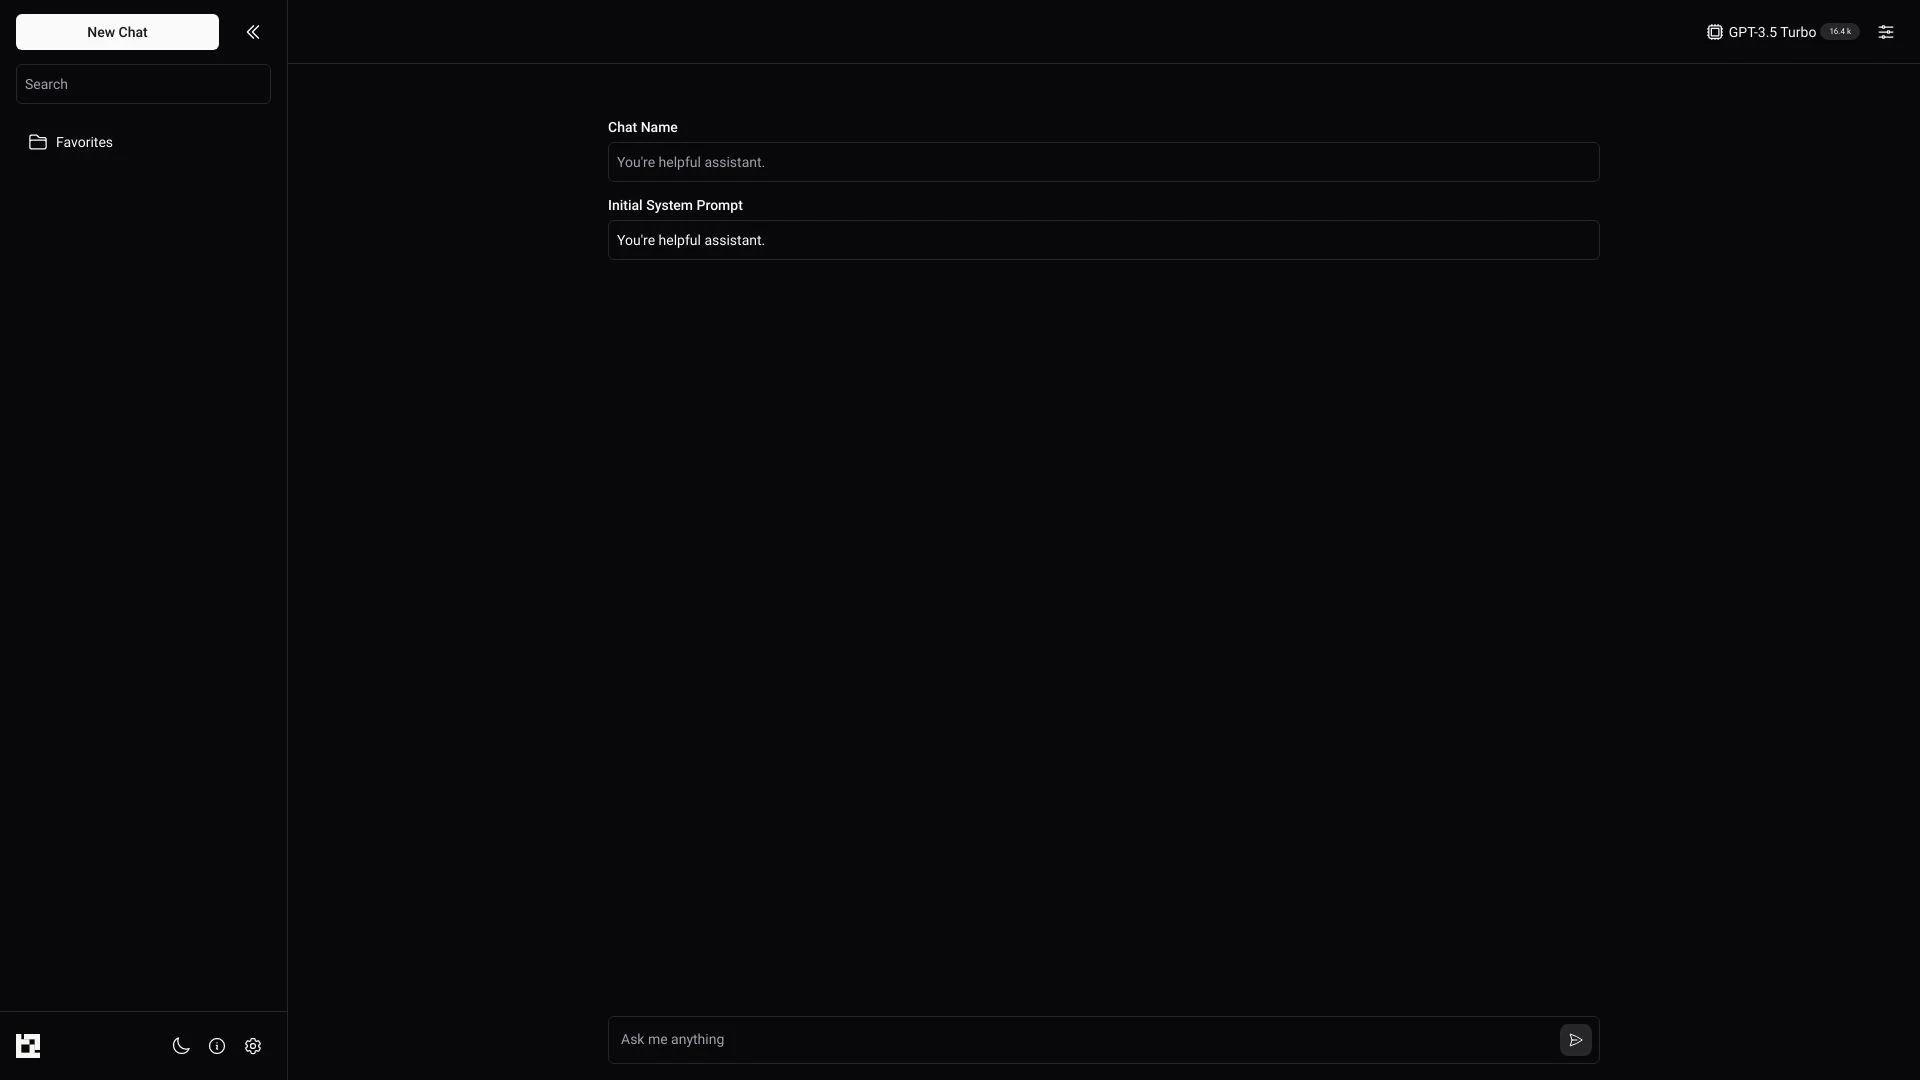 New Chat
Search
Favorites
GPT-3.5 Turbo 16.4 k
Chat Name
You're helpful assistant.
Initial System Prompt
You're helpful assistant.
Ask me anything